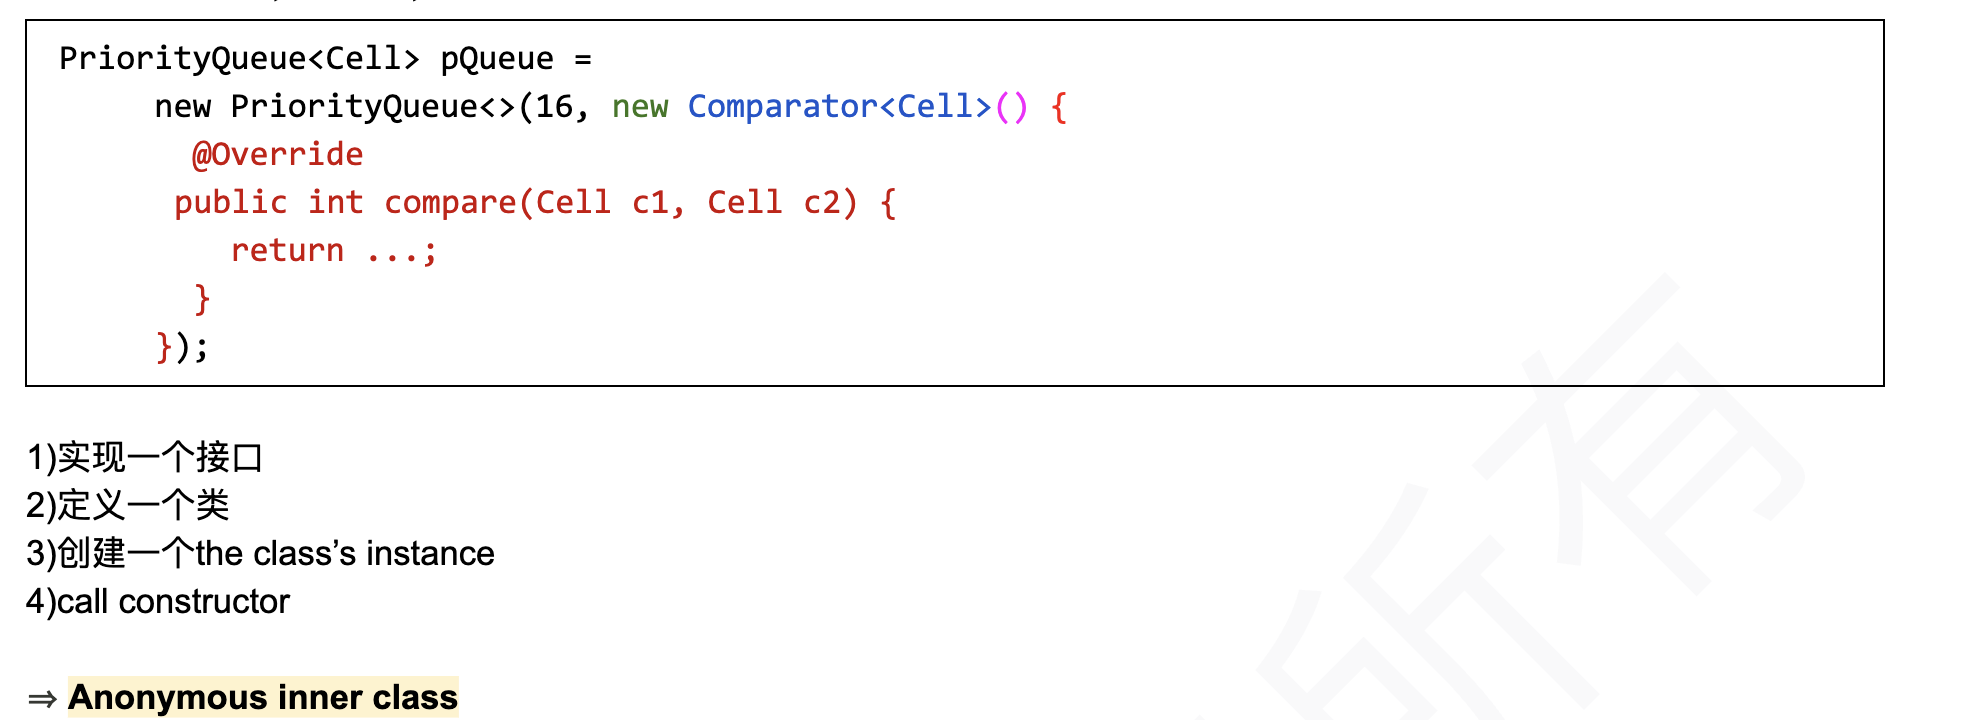 PriorityQueue<Cell> pQueue =
new PriorityQueue<>(16, new Comparator<Cell>() {
@Override
public int compare(Cell c1, Cell c2) {
return ...;
}
});
1)实现一个接口
2)定义一个类
3)创建一个the class’s instance
4)call constructor
⇒ Anonymous inner class
所有